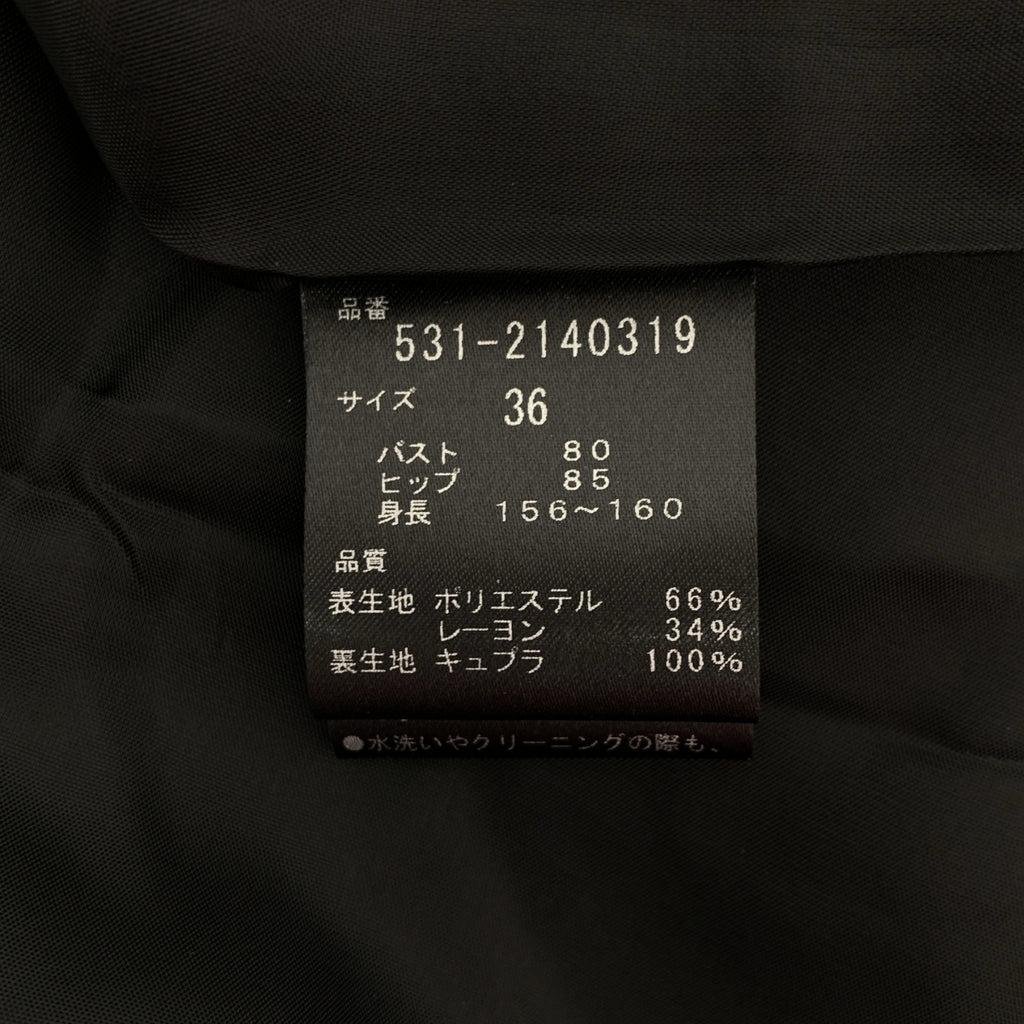 品番
531-2140319
サイズ 36
バスト 80
ヒップ 85
身長 156～160
品質
表生地 ポリエステル 66%
レーヨン 34%
裏生地 キュプラ 100%
●水洗いやクリーニングの際も、